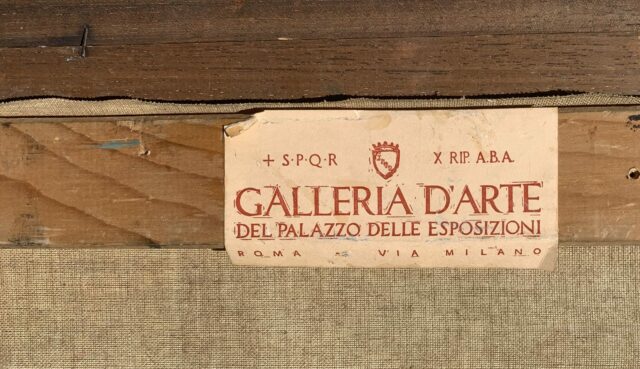 + S·P·Q·R X RIP. A.B.A.
GALLERIA D'ARTE
DEL PALAZZO DELLE ESPOSIZIONI
ROMA - VIA MILANO